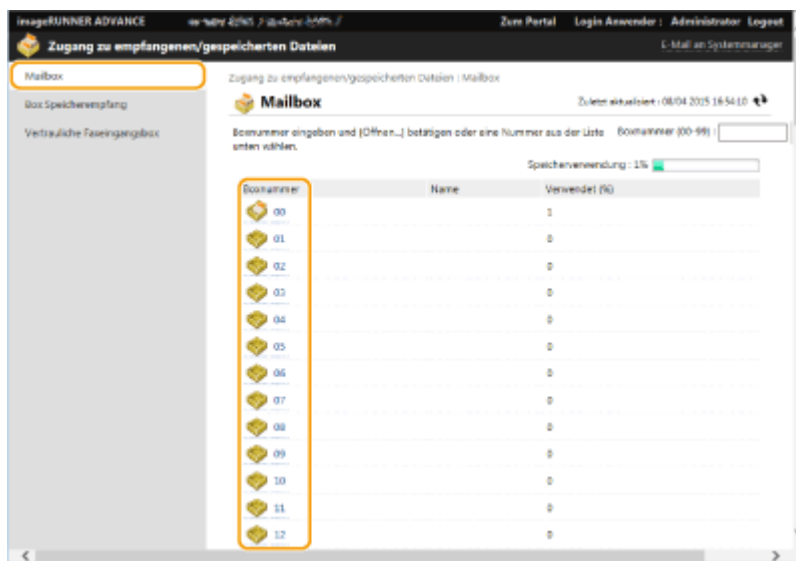 imageRUNNER ADVANCE Zum Portal Login Anwender : Administrator Logout
Zugang zu empfangenen/gespeicherten Dateien E-Mail an Systemmanager
Mailbox
Box Speicherempfang
Vertrauliche Faxeingangsbox
Zugang zu empfangenen/gespeicherten Dateien : Mailbox
Mailbox Zuletzt aktualisiert : 08/04 2015 16:54:10
Boxnummer eingeben und [Öffnen...] betätigen oder eine Nummer aus der Liste unten wählen. Boxnummer (00-99) :
Speicherverwendung : 1%
Boxnummer Name Verwendet (%)
00 1
01 0
02 0
03 0
04 0
05 0
06 0
07 0
08 0
09 0
10 0
11 0
12 0